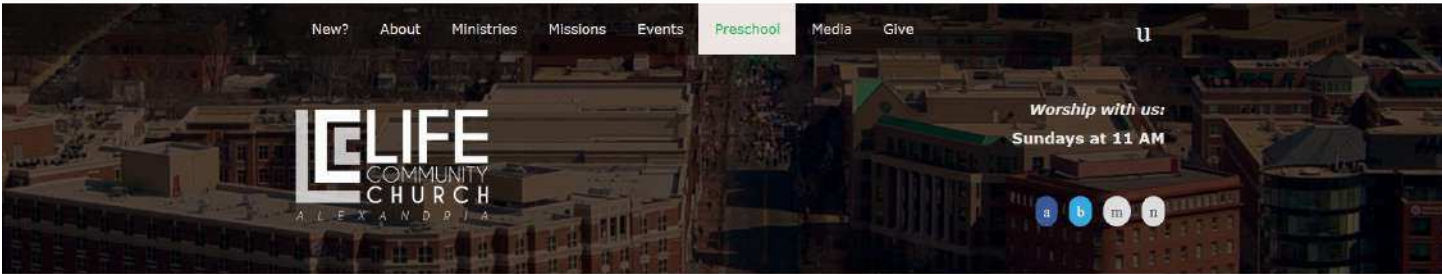 New? About Ministries Missions Events Preschool Media Give u
Worship with us:
Sundays at 11 AM
LCC LIFE
COMMUNITY
CHURCH
ALEXANDRIA
a b m n